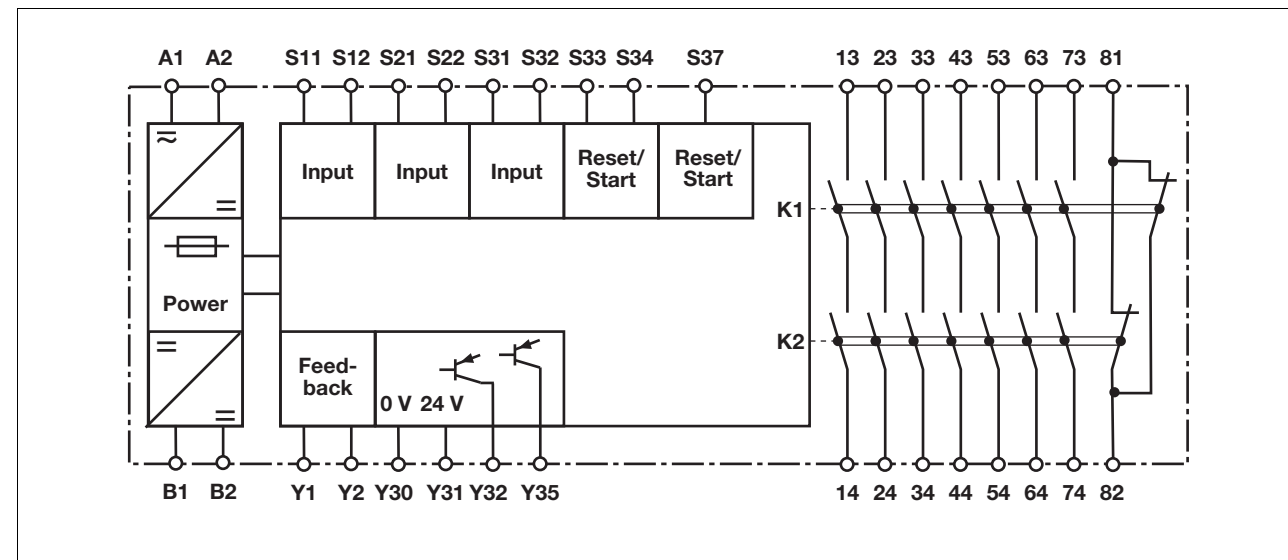 A1 A2 S11 S12 S21 S22 S31 S32 S33 S34 S37 13 23 33 43 53 63 73 81
Input Input Input Reset/ Reset/
Start Start
K1
Power
K2
Feed-
back
0 V 24 V
B1 B2 Y1 Y2 Y30 Y31 Y32 Y35 14 24 34 44 54 64 74 82